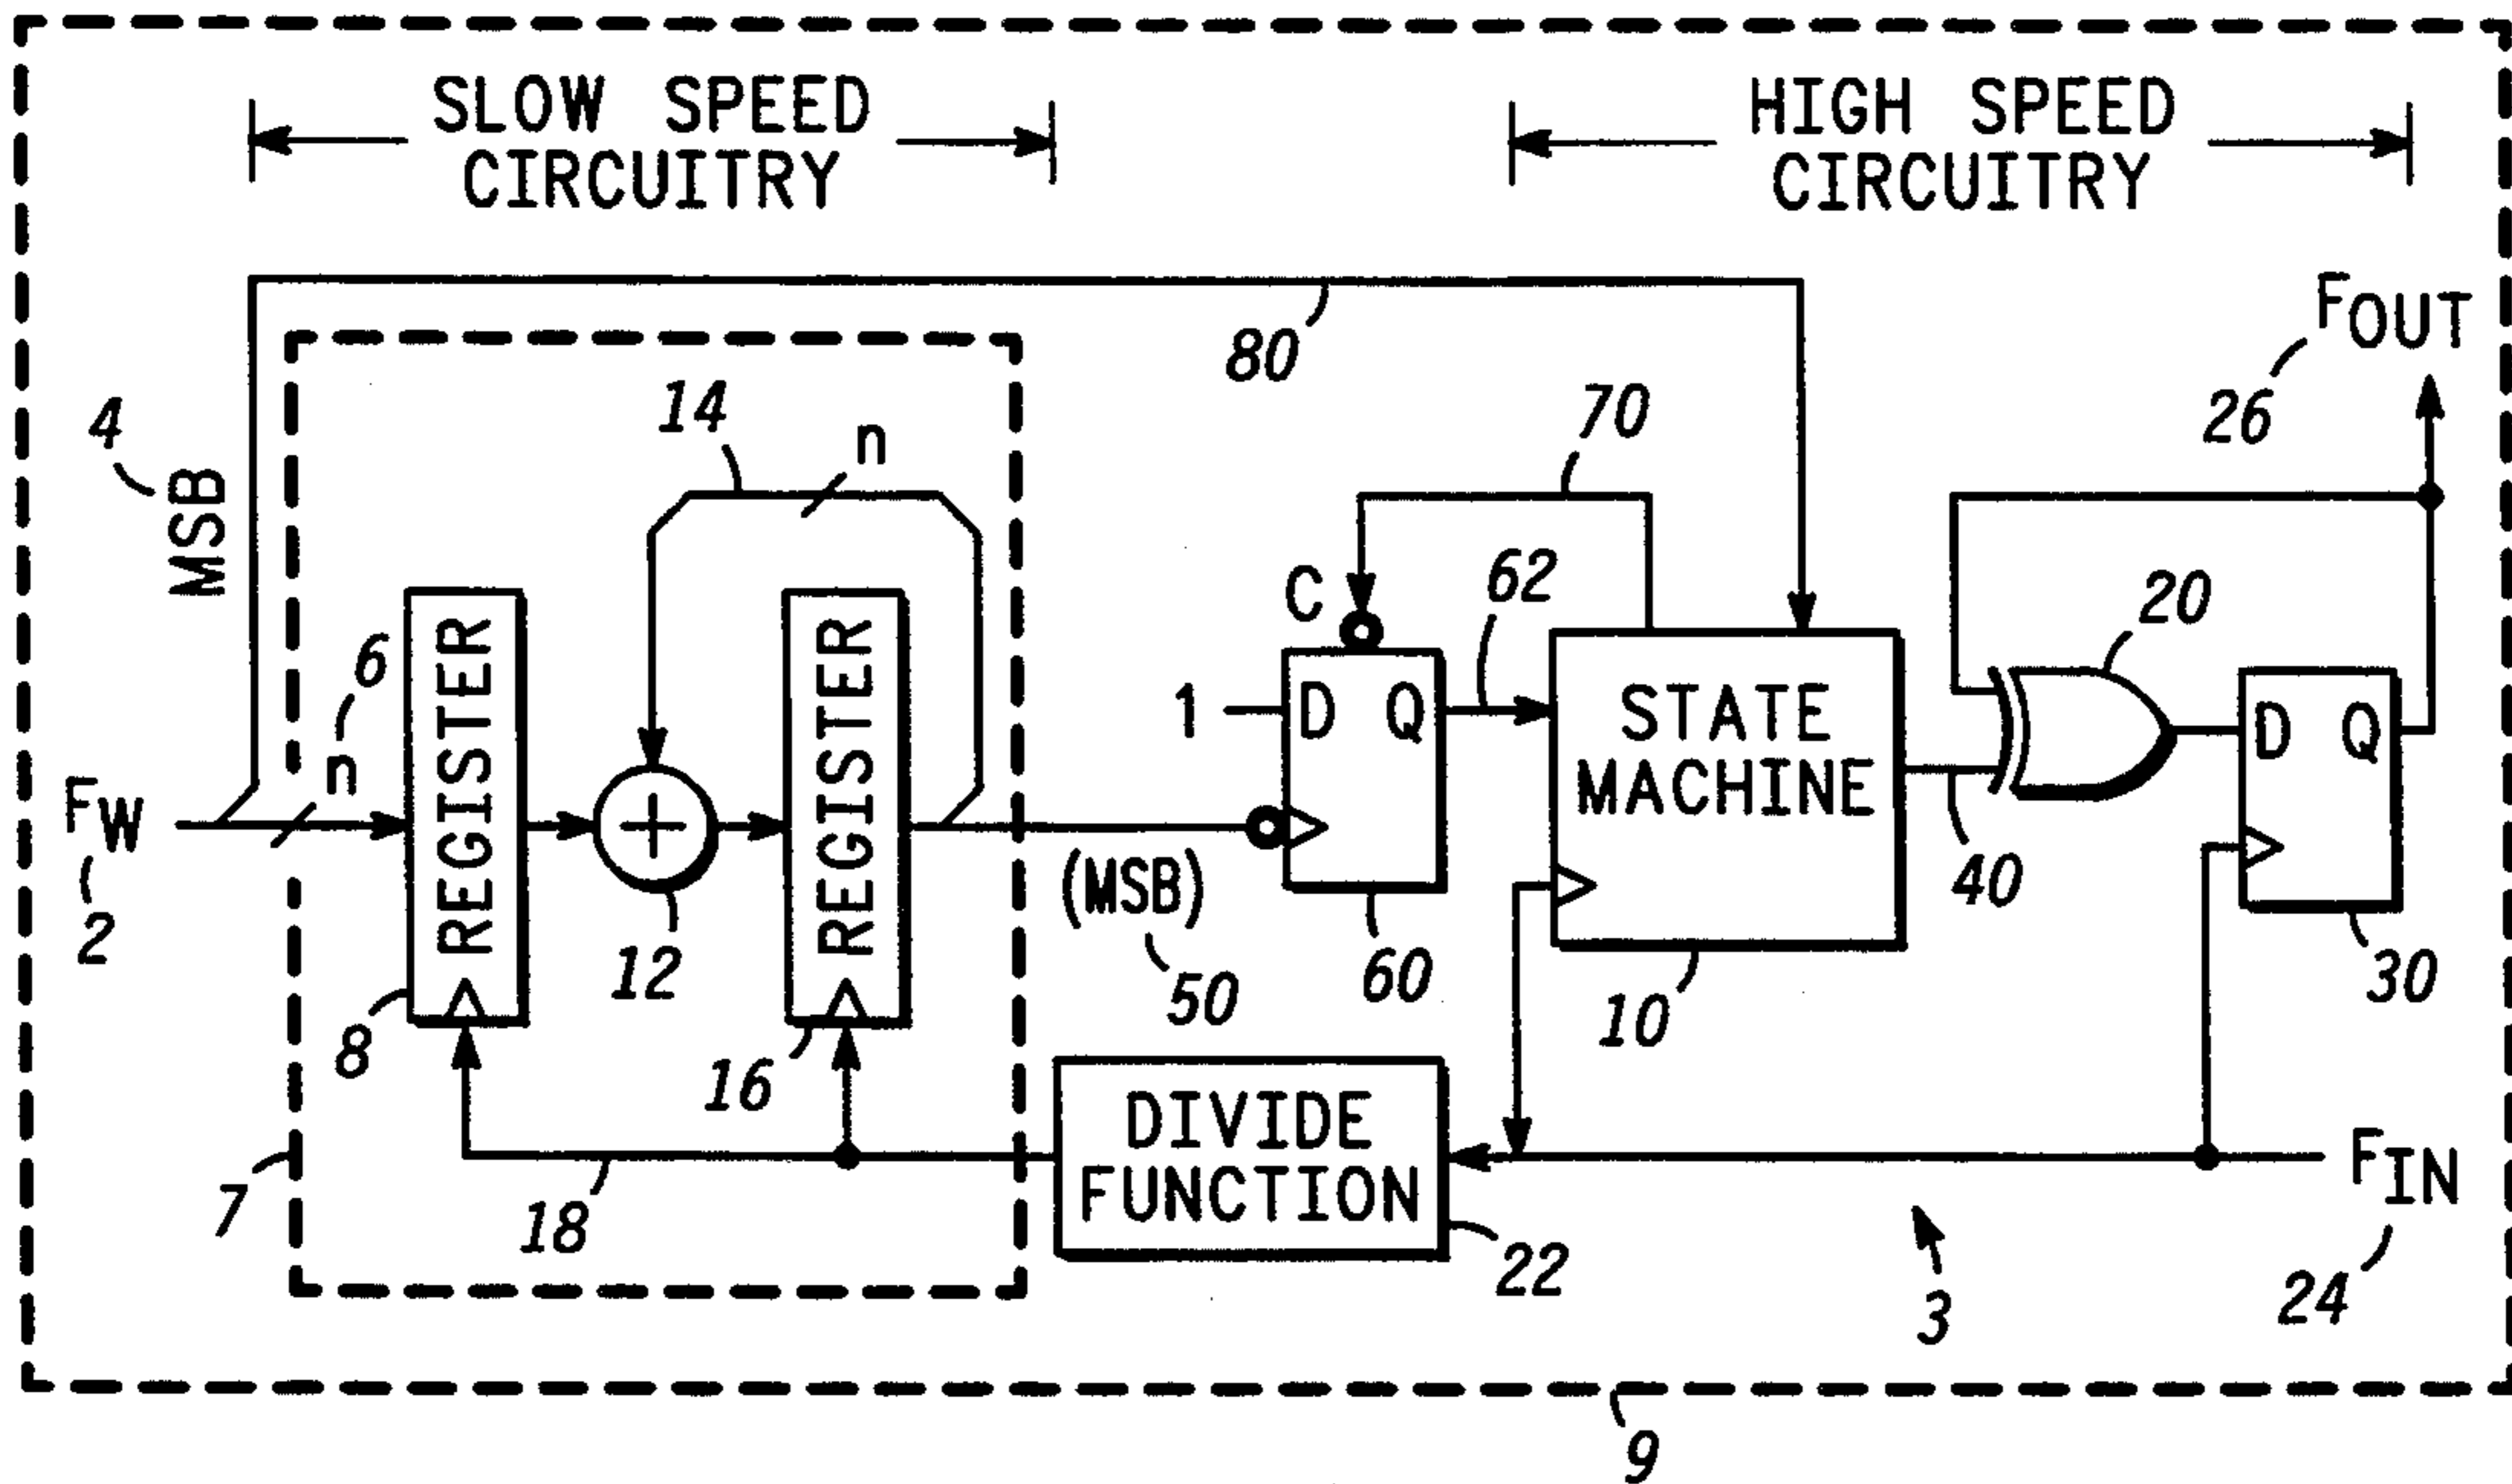 SLOW SPEED
CIRCUITRY
HIGH SPEED
CIRCUITRY
FOUT
26
80
4
MSB
14
n
70
62
C
20
6
n
REGISTER
REGISTER
1
D Q
STATE
MACHINE
D Q
FW
2
+
(MSB)
50
12
60
10
40
30
8
16
DIVIDE
FUNCTION
22
FIN
24
7
18
3
9